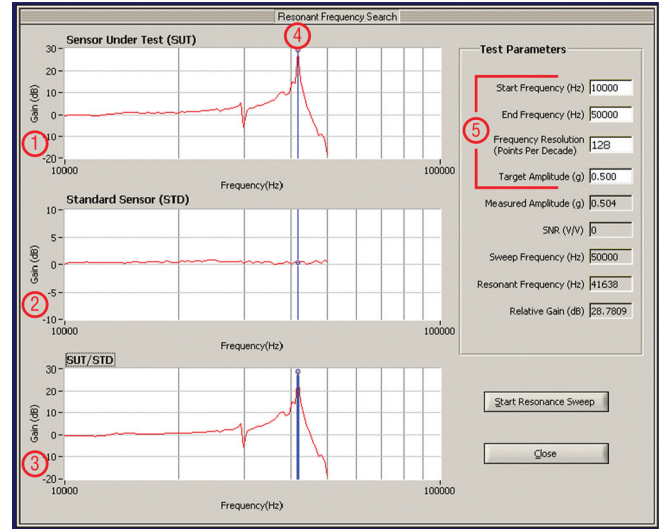 Resonant Frequency Search
Sensor Under Test (SUT)
4
30
20
10
0
-10
-20
Gain (dB)
1
10000
100000
Frequency(Hz)
Standard Sensor (STD)
10
5
0
-5
-10
Gain (dB)
2
10000
100000
Frequency(Hz)
SUT/STD
30
20
10
0
-10
-20
Gain (dB)
3
10000
100000
Frequency(Hz)
Test Parameters
5
Start Frequency (Hz) 10000
End Frequency (Hz) 50000
Frequency Resolution
(Points Per Decade) 128
Target Amplitude (g) 0.500
Measured Amplitude (g) 0.504
SNR (V/V) 0
Sweep Frequency (Hz) 50000
Resonant Frequency (Hz) 41638
Relative Gain (dB) 28.7809
Start Resonance Sweep
Close